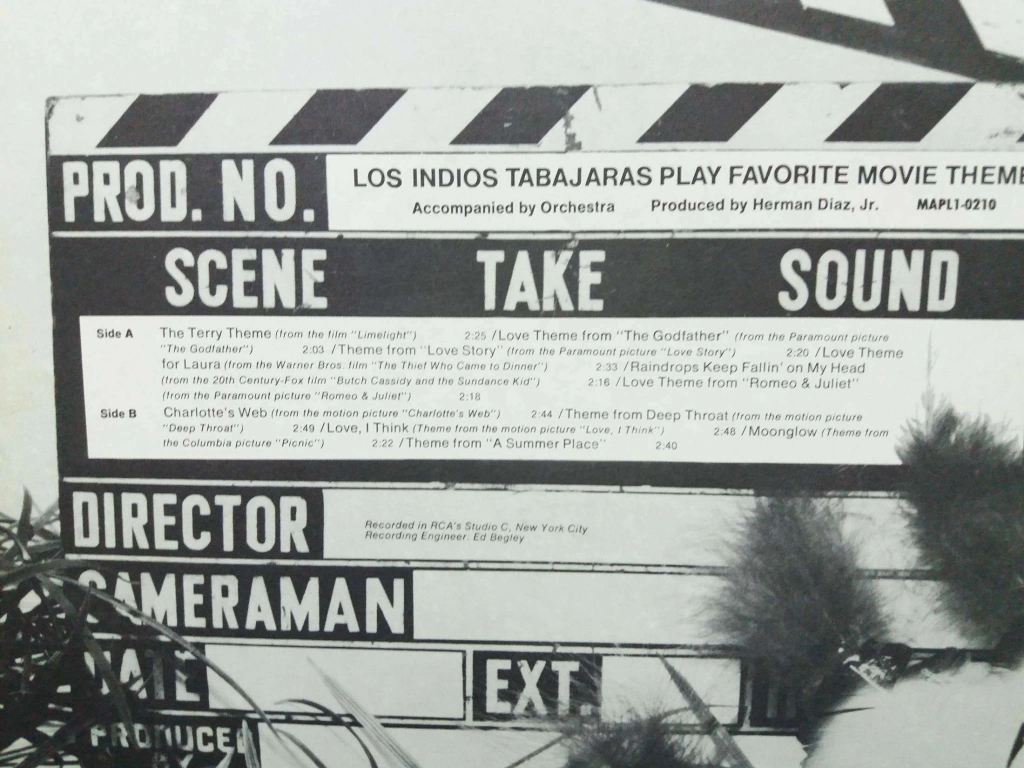 PROD. NO.
LOS INDIOS TABAJARAS PLAY FAVORITE MOVIE THEME
Accompanied by Orchestra Produced by Herman Diaz, Jr. MAPL1-0210
SCENE TAKE SOUND
Side A The Terry Theme (from the film "Limelight") 2:25 /Love Theme from "The Godfather" (from the Paramount picture
"The Godfather") 2:03 /Theme from "Love Story" (from the Paramount picture "Love Story") 2:20 /Love Theme
for Laura (from the Warner Bros. film "The Thief Who Came to Dinner") 2:33 /Raindrops Keep Fallin' on My Head
(from the 20th Century-Fox film "Butch Cassidy and the Sundance Kid") 2:16 /Love Theme from "Romeo & Juliet"
(from the Paramount picture "Romeo & Juliet") 2:18
Side B Charlotte's Web (from the motion picture "Charlotte's Web") 2:44 /Theme from Deep Throat (from the motion picture
"Deep Throat") 2:49 /Love, I Think (Theme from the motion picture "Love, I Think") 2:48 /Moonglow (Theme from
the Columbia picture "Picnic") 2:22 /Theme from "A Summer Place" 2:40
DIRECTOR
Recorded in RCA's Studio C, New York City
Recording Engineer: Ed Begley
CAMERAMAN
DATE EXT.
PRODUCED